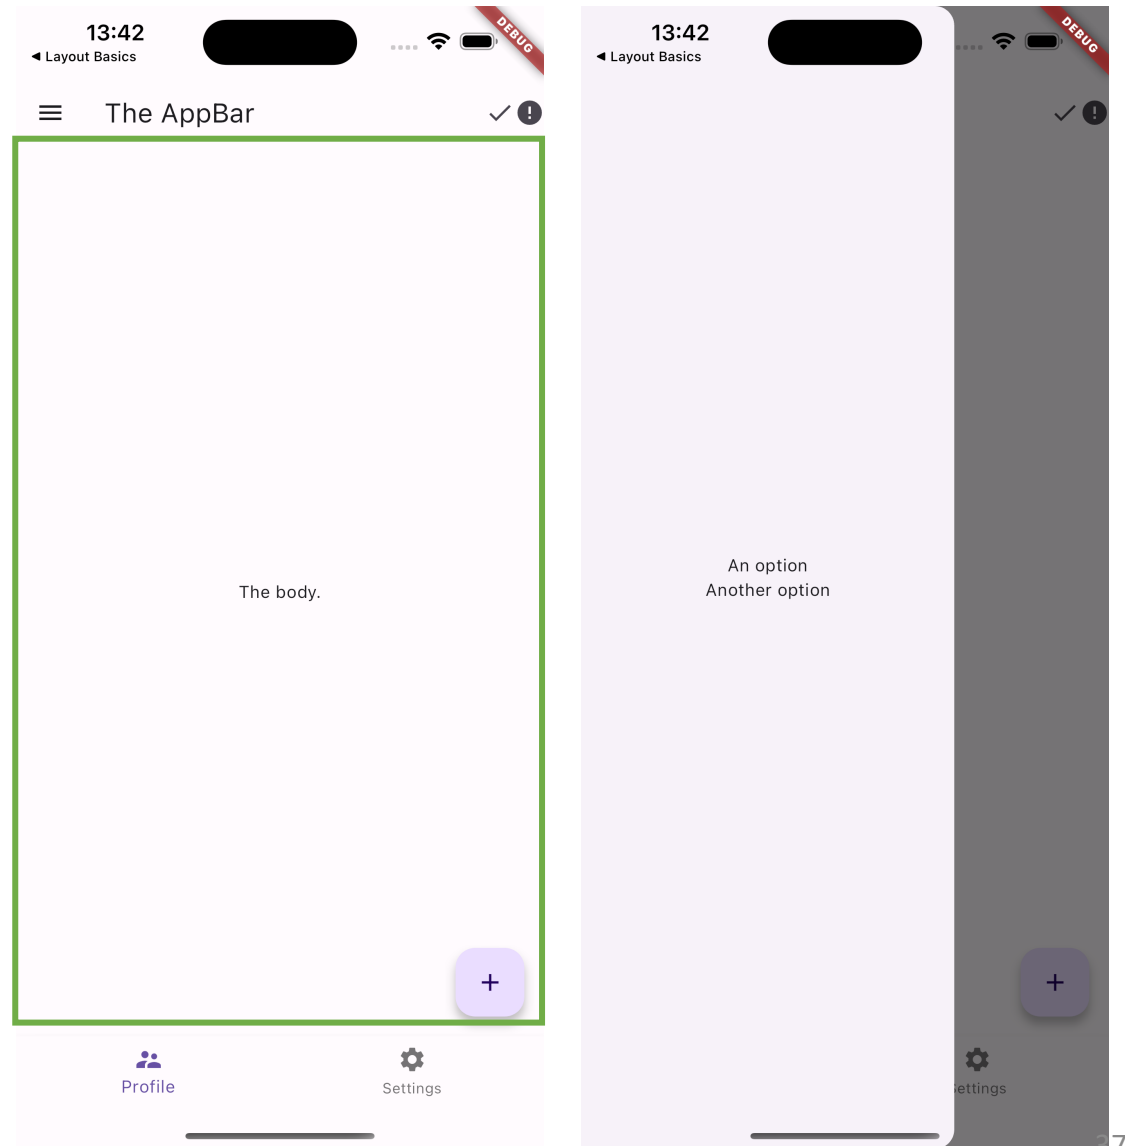 13:42
DEBUG
◀ Layout Basics
The AppBar
The body.
Profile
Settings
13:42
DEBUG
◀ Layout Basics
An option
Another option
ettings
37